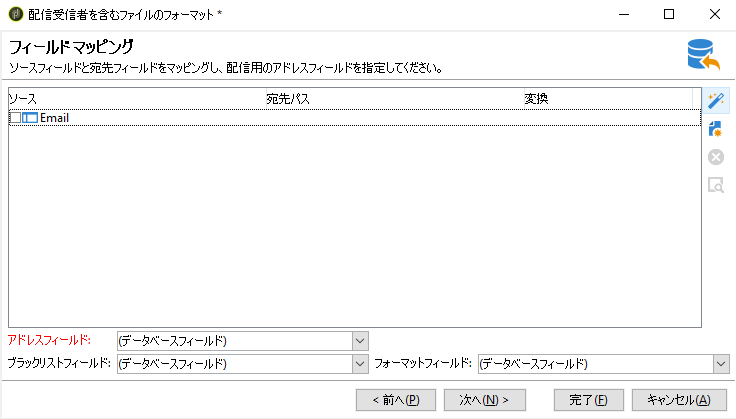 配信受信者を含むファイルのフォーマット *
フィールド マッピング
ソースフィールドと宛先フィールドをマッピングし、配信用のアドレスフィールドを指定してください。
ソース 宛先パス 変換
Email
アドレスフィールド: (データベースフィールド)
ブラックリストフィールド: (データベースフィールド) フォーマットフィールド: (データベースフィールド)
< 前へ(P) 次へ(N) > 完了(F) キャンセル(A)